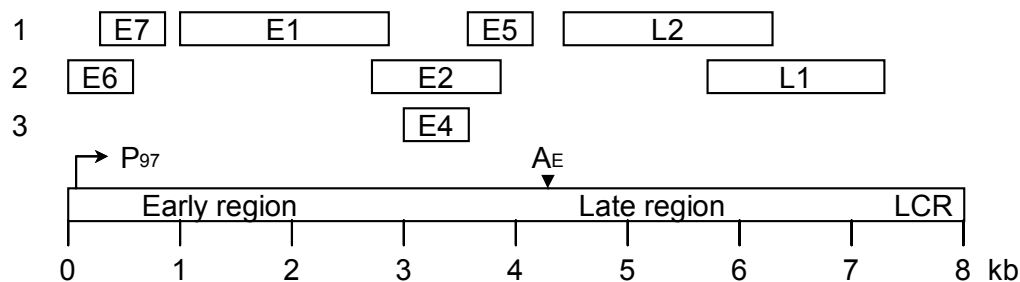 1 E7 E1 E5 L2
2 E6 E2 L1
3 E4
P97 AE
Early region Late region LCR
0 1 2 3 4 5 6 7 8 kb